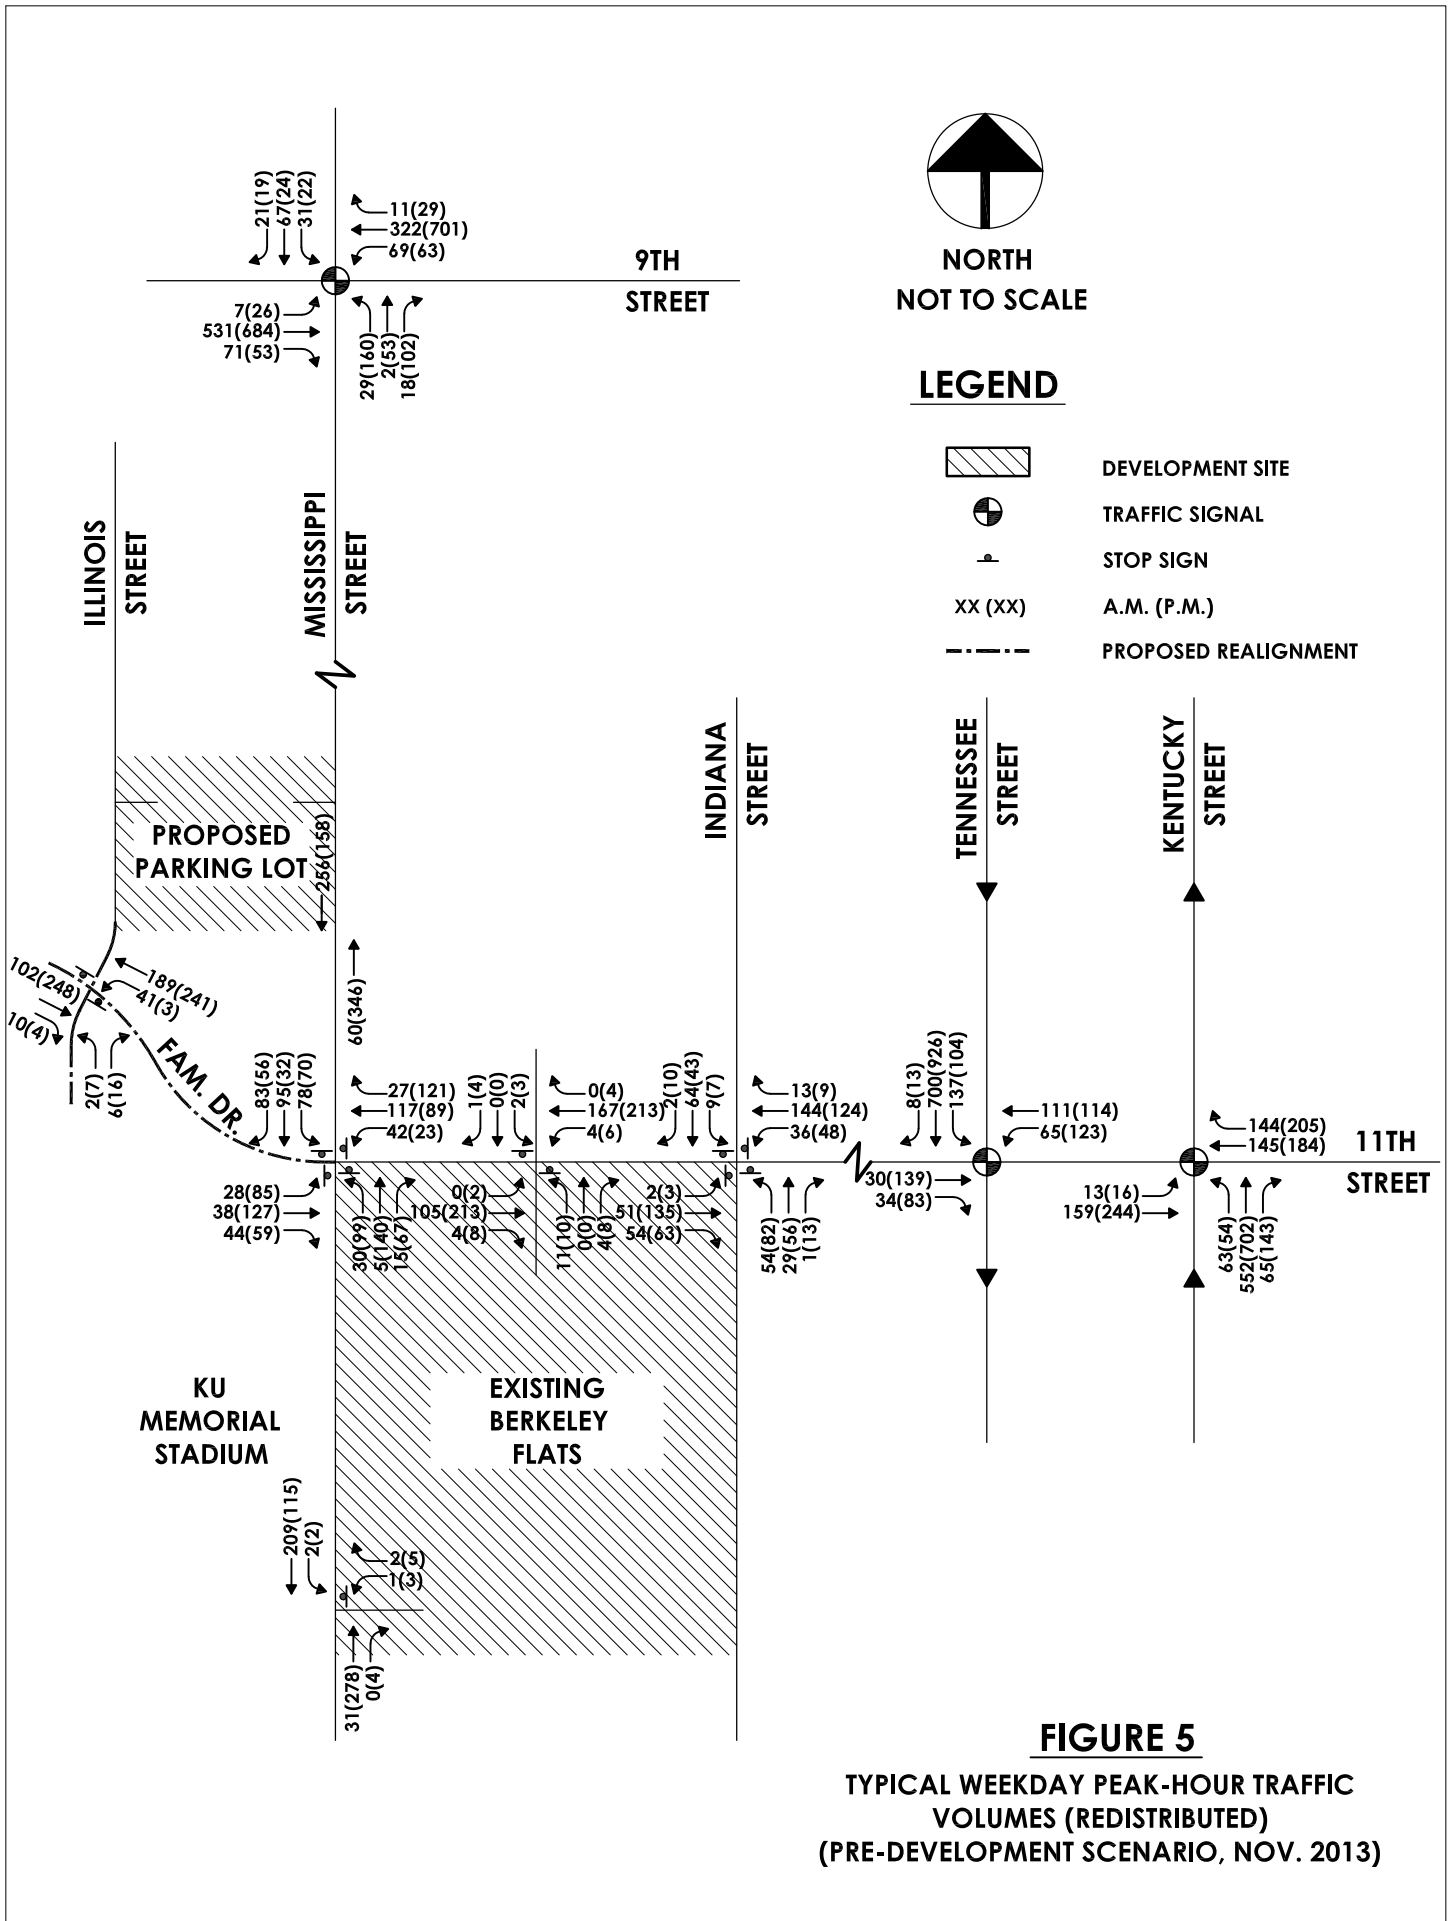 21(19)
67(24)
31(22)
11(29)
322(701)
69(63)
9TH
STREET
7(26)
531(684)
71(53)
29(160)
2(53)
18(102)
NORTH
NOT TO SCALE
LEGEND
DEVELOPMENT SITE
TRAFFIC SIGNAL
STOP SIGN
XX (XX)
A.M. (P.M.)
PROPOSED REALIGNMENT
ILLINOIS
STREET
MISSISSIPPI
STREET
INDIANA
STREET
TENNESSEE
STREET
KENTUCKY
STREET
PROPOSED
PARKING LOT
256(158)
60(346)
102(248)
10(4)
189(241)
41(3)
2(7)
6(16)
FAM. DR.
83(56)
95(32)
78(70)
27(121)
117(89)
42(23)
28(85)
38(127)
44(59)
30(99)
5(140)
15(67)
1(4)
0(0)
2(3)
0(4)
167(213)
4(6)
0(2)
105(213)
4(8)
11(10)
0(0)
4(8)
2(10)
64(43)
9(7)
13(9)
144(124)
36(48)
2(3)
51(135)
54(63)
54(82)
29(56)
1(13)
8(13)
700(926)
137(104)
111(114)
65(123)
30(139)
34(83)
144(205)
145(184)
13(16)
159(244)
63(54)
552(702)
65(143)
11TH
STREET
KU
MEMORIAL
STADIUM
EXISTING
BERKELEY
FLATS
209(115)
2(2)
2(5)
1(3)
31(278)
0(4)
FIGURE 5
TYPICAL WEEKDAY PEAK-HOUR TRAFFIC
VOLUMES (REDISTRIBUTED)
(PRE-DEVELOPMENT SCENARIO, NOV. 2013)